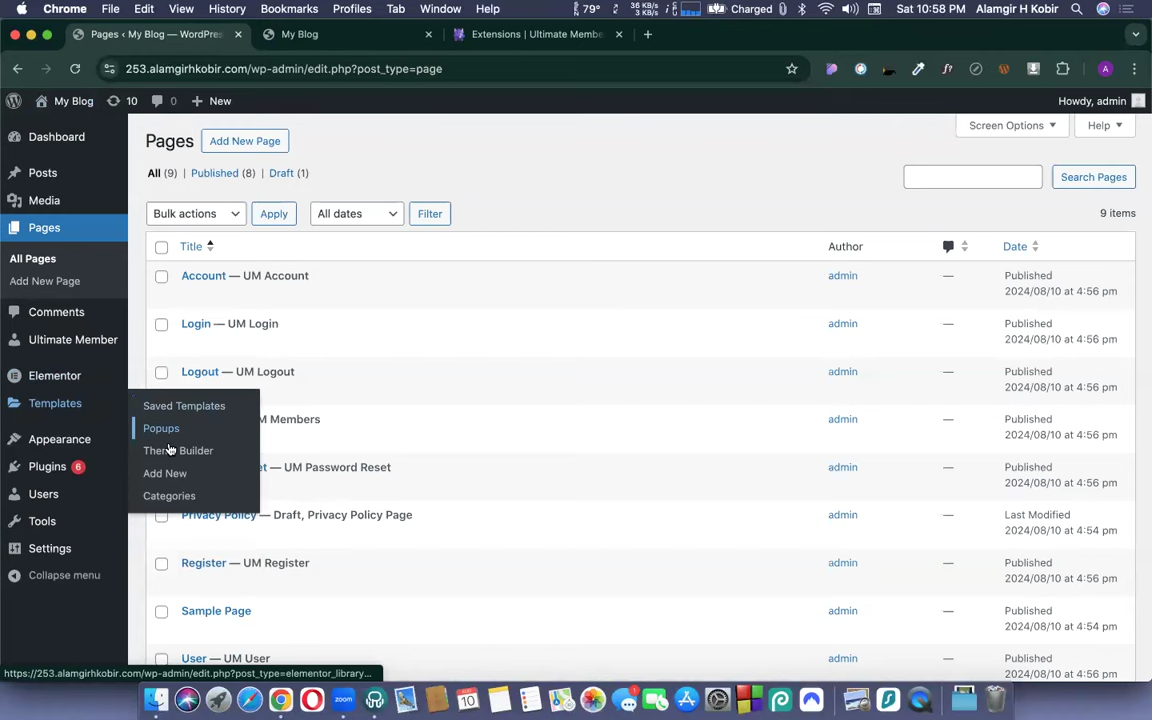 Chrome File Edit View History Bookmarks Profiles Tab Window Help 79° 36 KB/s 3 KB/s Charged Sat 10:58 PM Alamgir H Kobir
Pages ‹ My Blog — WordPres
My Blog
Extensions | Ultimate Membe
253.alamgirhkobir.com/wp-admin/edit.php?post_type=page
f? A
My Blog 10 0 + New Howdy, admin
Dashboard
Posts
Media
Pages
All Pages
Add New Page
Comments
Ultimate Member
Elementor
Templates
Appearance
Plugins 6
Users
Tools
Settings
Collapse menu
Saved Templates
Popups
Builder
Add New
Categories
Screen Options Help
Pages Add New Page
All (9) | Published (8) | Draft (1)
Search Pages
Bulk actions Apply All dates Filter 9 items
Title Author Date
Account — UM Account admin — Published
2024/08/10 at 4:56 pm
Login — UM Login admin — Published
2024/08/10 at 4:56 pm
Logout — UM Logout admin — Published
2024/08/10 at 4:56 pm
M Members admin — Published
2024/08/10 at 4:56 pm
et — UM Password Reset admin — Published
2024/08/10 at 4:56 pm
Privacy Policy — Draft, Privacy Policy Page admin — Last Modified
2024/08/10 at 4:54 pm
Register — UM Register admin — Published
2024/08/10 at 4:56 pm
Sample Page admin — Published
2024/08/10 at 4:54 pm
User — UM User admin — Published
2024/08/10 at 4:56 pm
https://253.alamgirhkobir.com/wp-admin/edit.php?post_type=elementor_library...
zoom
10
1